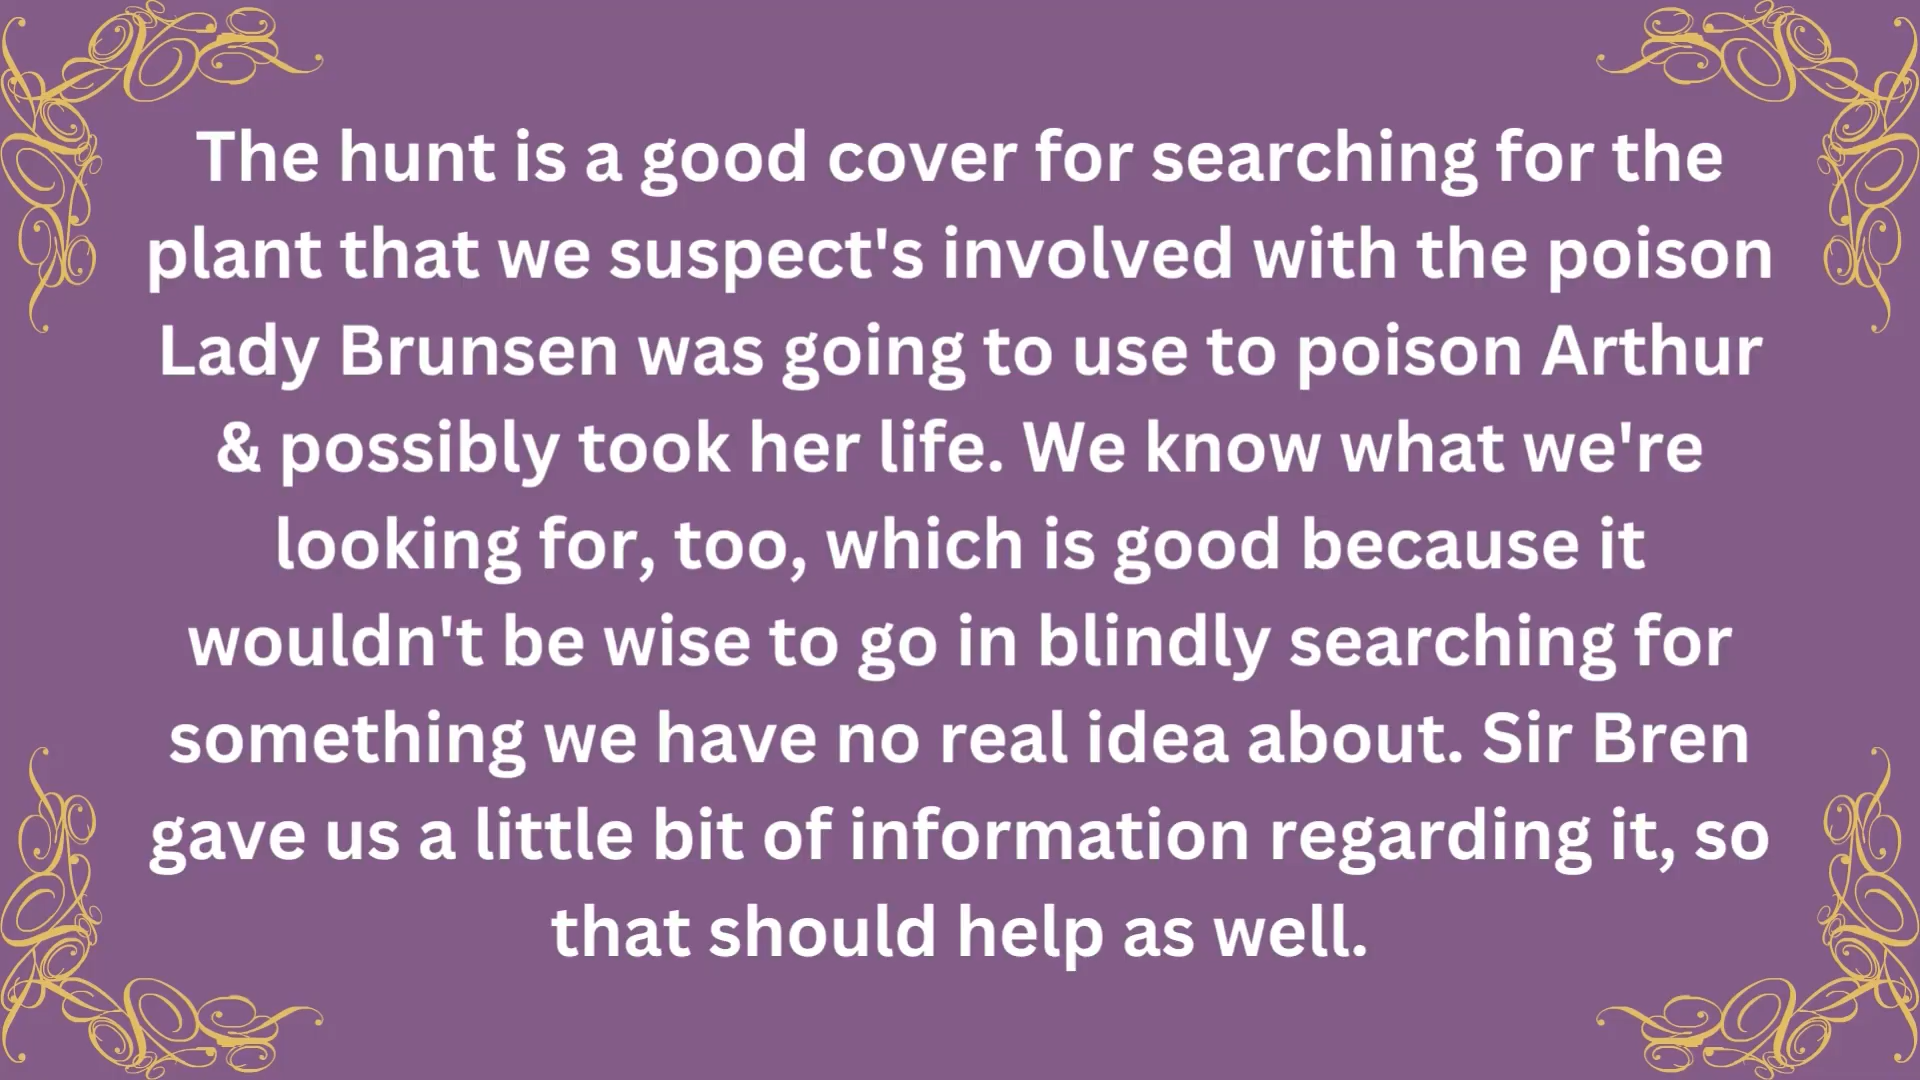 The hunt is a good cover for searching for the
plant that we suspect's involved with the poison
Lady Brunsen was going to use to poison Arthur
& possibly took her life. We know what we're
looking for, too, which is good because it
wouldn't be wise to go in blindly searching for
something we have no real idea about. Sir Bren
gave us a little bit of information regarding it, so
that should help as well.